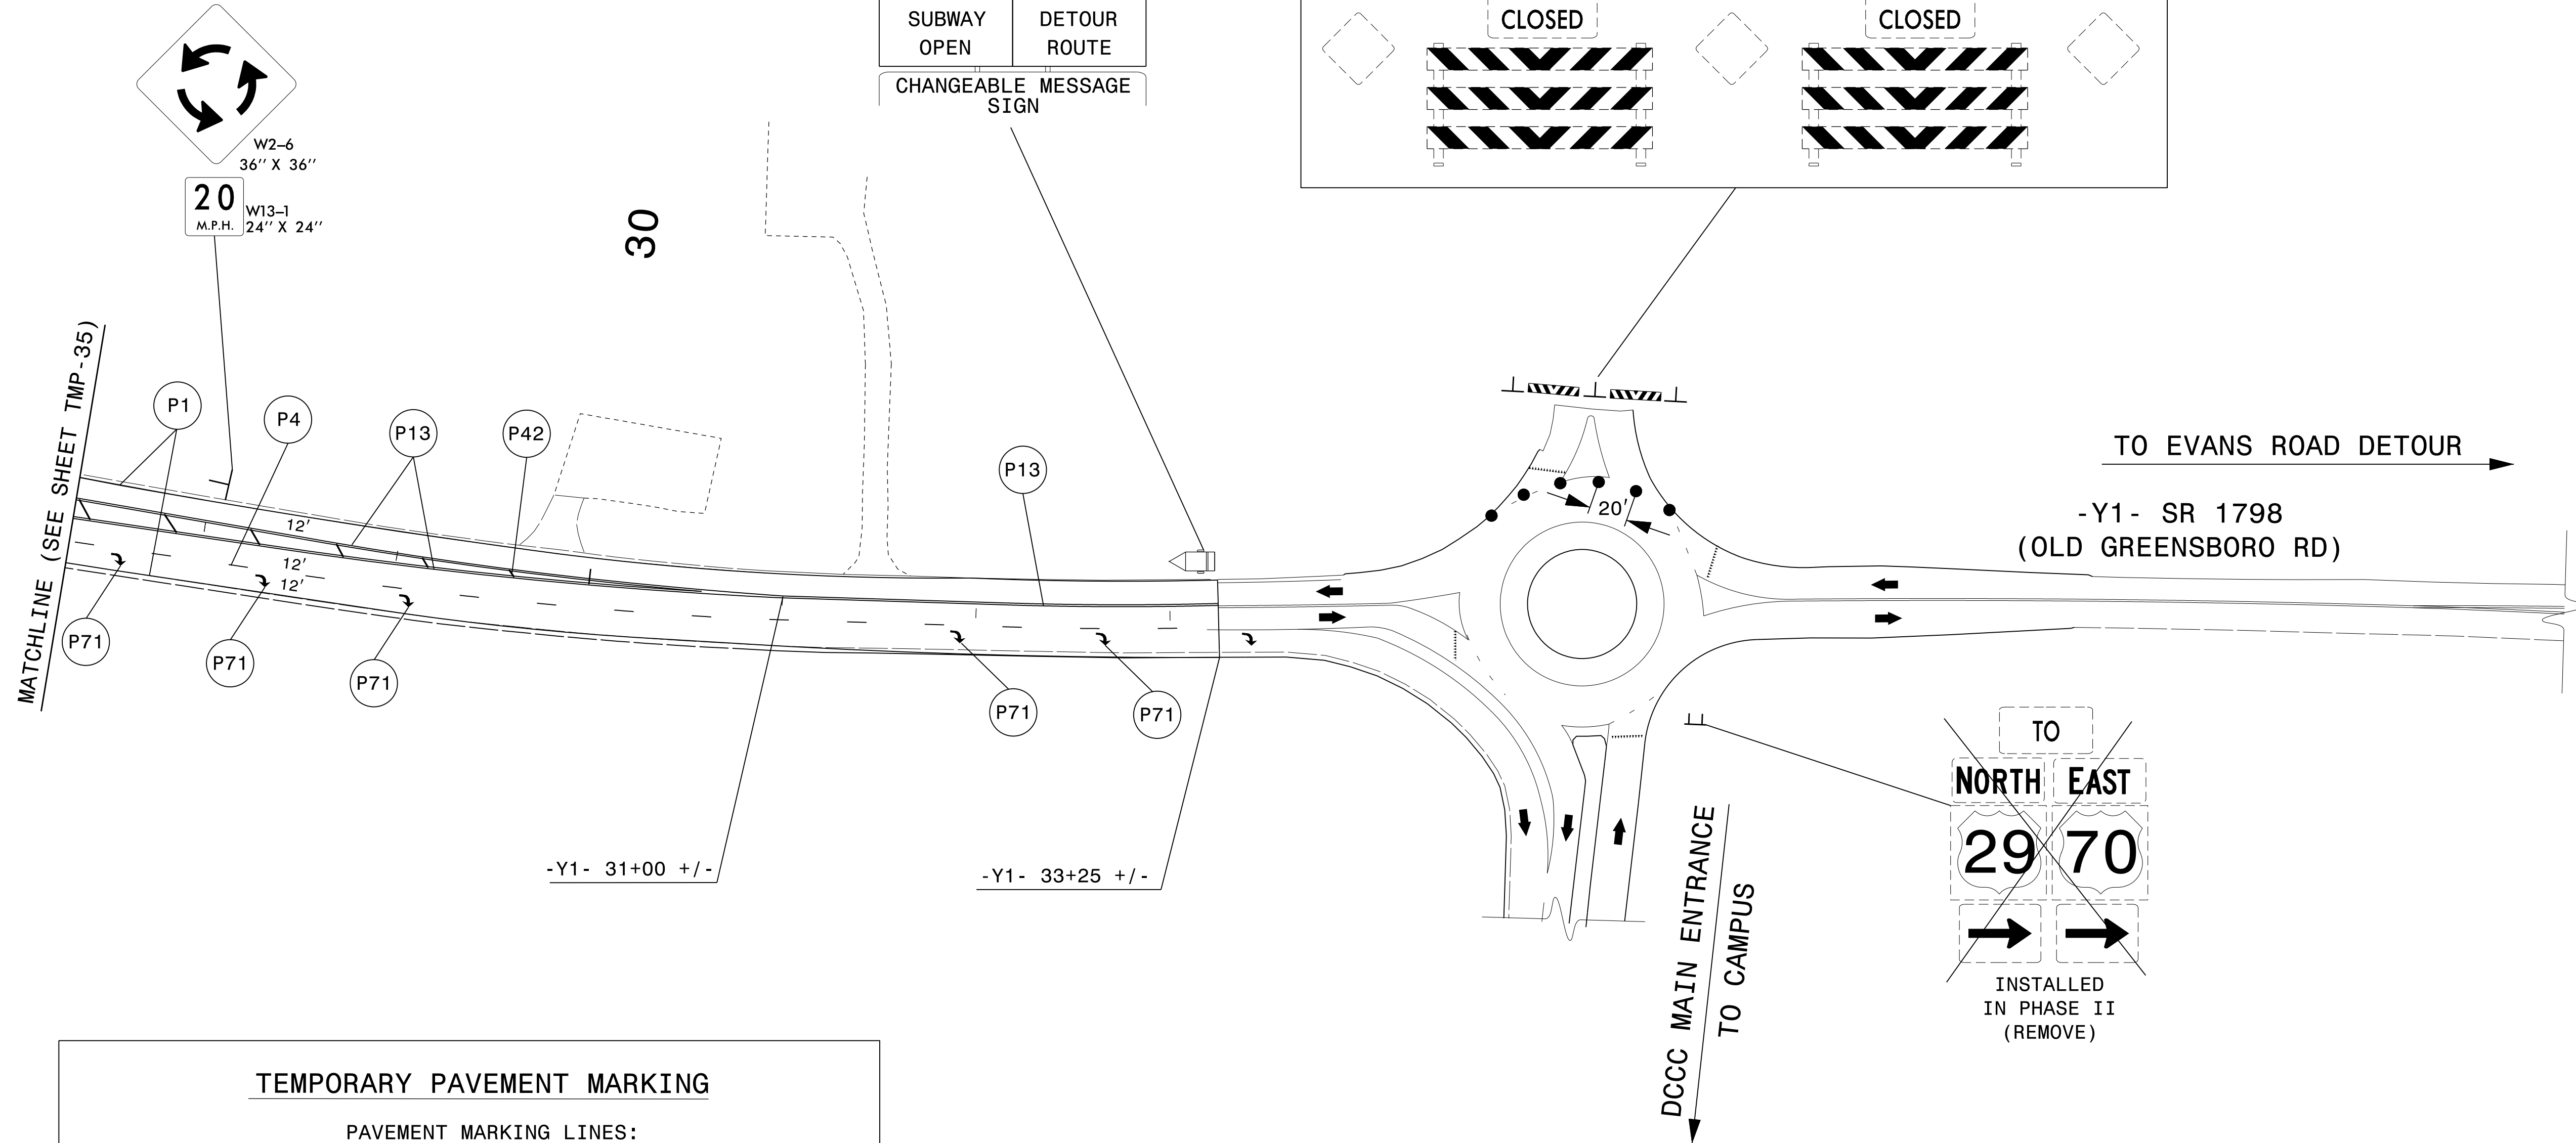 SUBWAY
OPEN
DETOUR
ROUTE
CHANGEABLE MESSAGE
SIGN
CLOSED
CLOSED
W2-6
36'' X 36''
20
M.P.H.
W13-1
24'' X 24''
30
MATCHLINE (SEE SHEET TMP-35)
P1
P4
P13
P42
P13
12'
12'
12'
20'
P71
P71
P71
P71
P71
TO EVANS ROAD DETOUR
-Y1- SR 1798
(OLD GREENSBORO RD)
-Y1- 31+00 +/-
-Y1- 33+25 +/-
DCCC MAIN ENTRANCE
TO CAMPUS
TO
NORTH
EAST
29
70
INSTALLED
IN PHASE II
(REMOVE)
TEMPORARY PAVEMENT MARKING
PAVEMENT MARKING LINES: